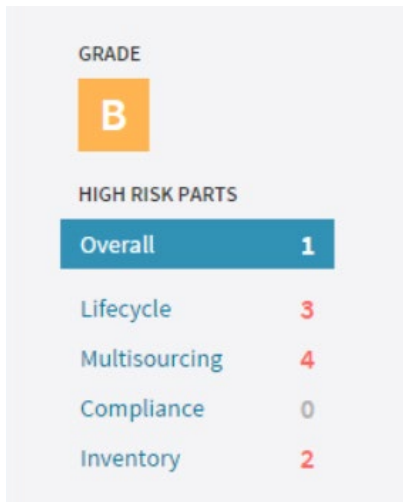 GRADE
B
HIGH RISK PARTS
Overall 1
Lifecycle 3
Multisourcing 4
Compliance 0
Inventory 2